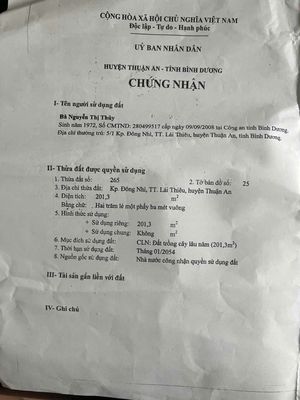 CỘNG HÒA XÃ HỘI CHỦ NGHĨA VIỆT NAM
Độc lập - Tự do - Hạnh phúc
ỦY BAN NHÂN DÂN
HUYỆN THUẬN AN - TỈNH BÌNH DƯƠNG
CHỨNG NHẬN
I- Tên người sử dụng đất
Bà Nguyễn Thị Thủy
Sinh năm 1972, Số CMTND: 280499517 cấp ngày 09/09/2008 tại Công an tỉnh Bình Dương.
Địa chỉ thường trú: 5/1 Kp. Đông Nhì, TT. Lái Thiêu, huyện Thuận An, tỉnh Bình Dương.
II- Thửa đất được quyền sử dụng
1. Thửa đất số: 265 2. Tờ bản đồ số: 25
3. Địa chỉ thửa đất: Kp. Đông Nhì, TT. Lái Thiêu, huyện Thuận An
4. Diện tích: 201,3 m²
Bằng chữ: Hai trăm lẻ một phẩy ba mét vuông
5. Hình thức sử dụng:
+ Sử dụng riêng: 201,3 m²
+ Sử dụng chung: Không m²
6. Mục đích sử dụng đất: CLN: Đất trồng cây lâu năm (201,3m²)
7. Thời hạn sử dụng đất: Tháng 01/2054
8. Nguồn gốc sử dụng đất: Nhà nước công nhận quyền sử dụng đất
III- Tài sản gắn liền với đất
IV- Ghi chú